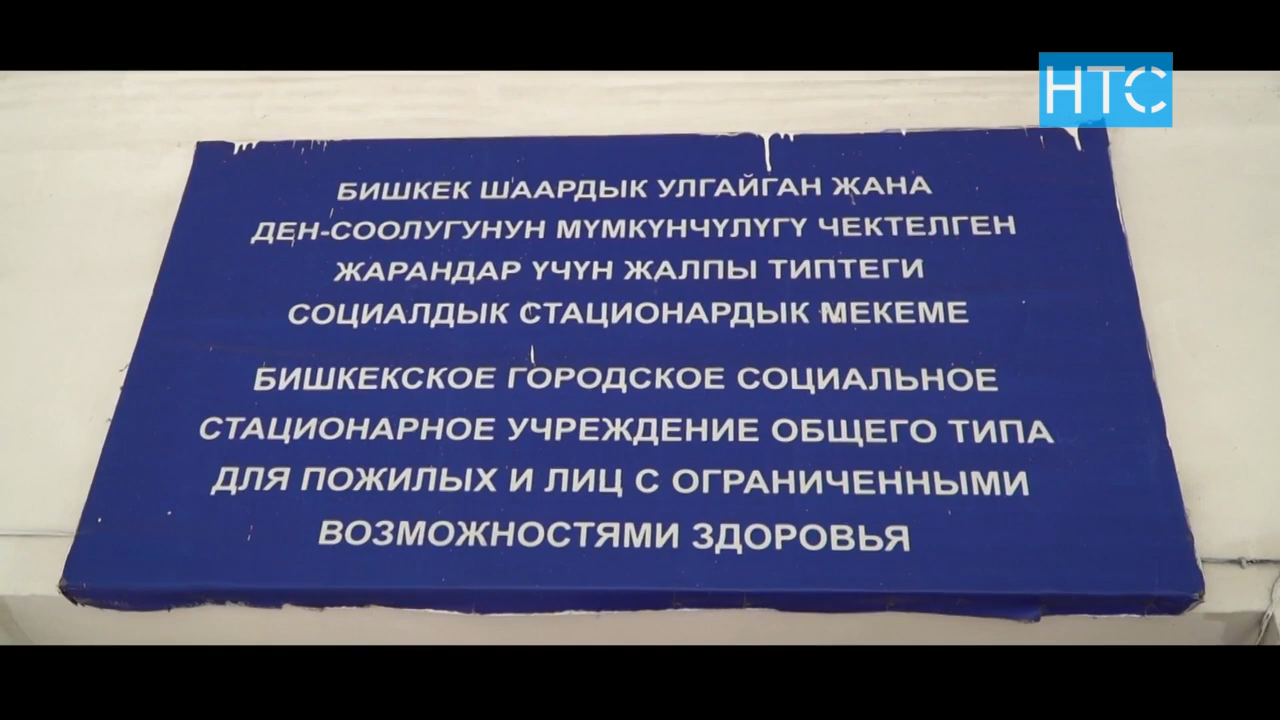 НТС
БИШКЕК ШААРДЫК УЛГАЙГАН ЖАНА
ДЕН-СООЛУГУНУН МҮМКҮНЧҮЛҮГҮ ЧЕКТЕЛГЕН
ЖАРАНДАР ҮЧҮН ЖАЛПЫ ТИПТЕГИ
СОЦИАЛДЫК СТАЦИОНАРДЫК МЕКЕМЕ
БИШКЕКСКОЕ ГОРОДСКОЕ СОЦИАЛЬНОЕ
СТАЦИОНАРНОЕ УЧРЕЖДЕНИЕ ОБЩЕГО ТИПА
ДЛЯ ПОЖИЛЫХ И ЛИЦ С ОГРАНИЧЕННЫМИ
ВОЗМОЖНОСТЯМИ ЗДОРОВЬЯ